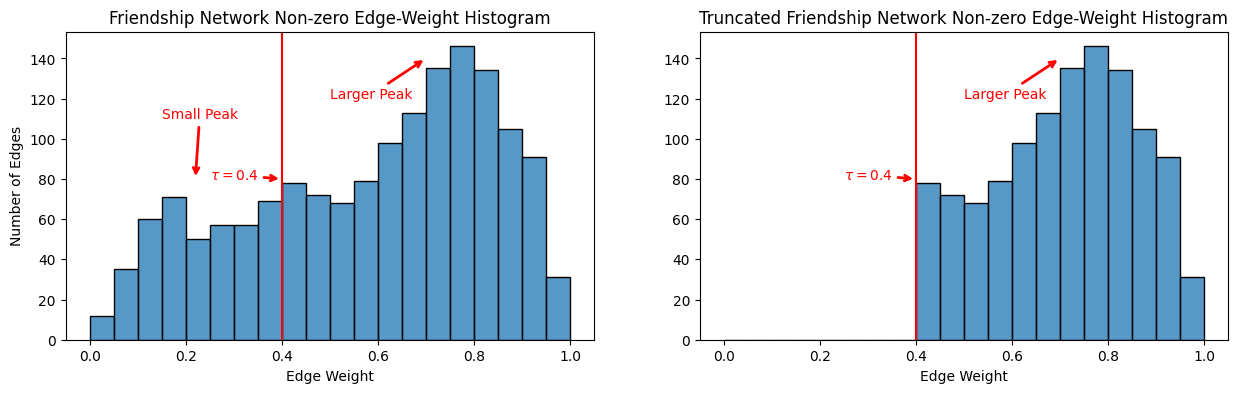 Friendship Network Non-zero Edge-Weight Histogram
140
120
100
80
60
40
20
0
Number of Edges
Small Peak
Larger Peak
τ = 0.4
0.0 0.2 0.4 0.6 0.8 1.0
Edge Weight
Truncated Friendship Network Non-zero Edge-Weight Histogram
140
120
100
80
60
40
20
0
Larger Peak
τ = 0.4
0.0 0.2 0.4 0.6 0.8 1.0
Edge Weight